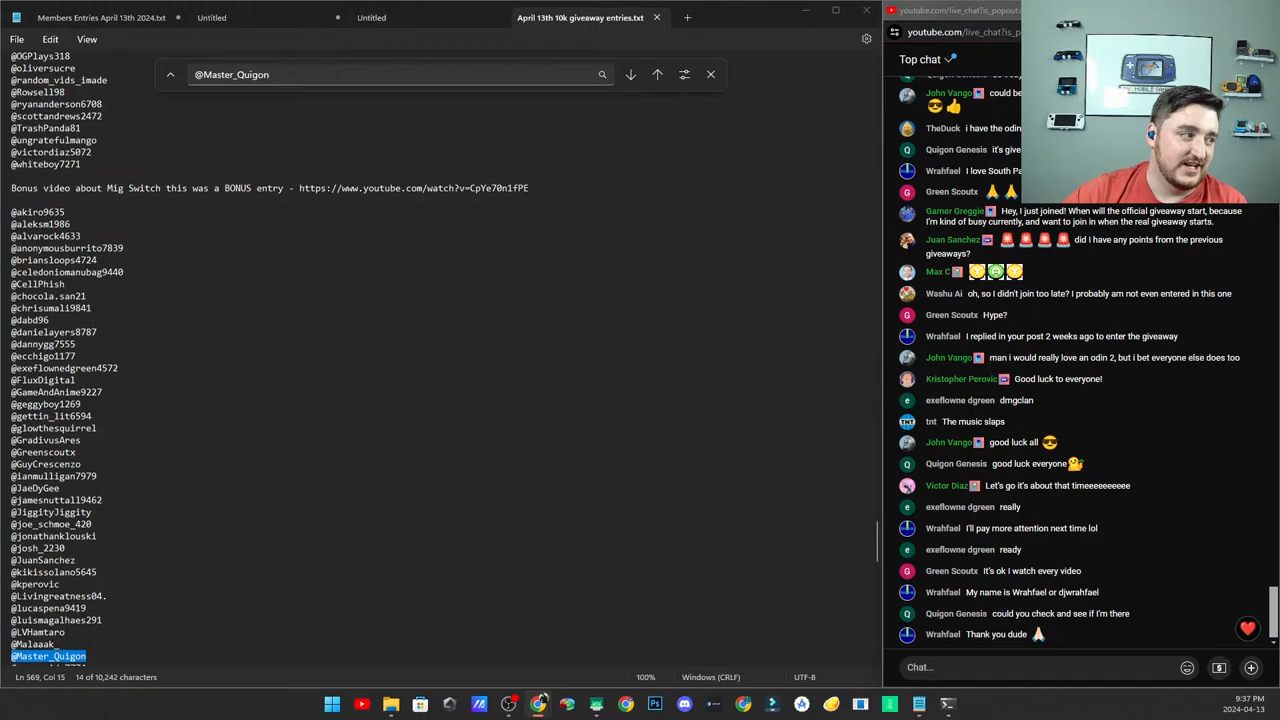 Members Entries April 13th 2024.txt
Untitled
Untitled
April 13th 10k giveaway entries.txt
File Edit View
@Master_Quigon
@OGPlays318
@oliversucre
@random_vids_imade
@Rowsell98
@ryananderson6708
@scottandrews2472
@TrashPanda81
@ungratefulmango
@victordiaz5072
@whiteboy7271
Bonus video about Mig Switch this was a BONUS entry - https://www.youtube.com/watch?v=CpYe70n1fPE
@akiro9635
@aleksm1986
@alvarock4633
@anonymousburrito7839
@briansloops4724
@celedoniomanubag9440
@CellPhish
@chocola.san21
@chrisumali9841
@dabd96
@danielayers8787
@dannygg7555
@ecchigo1177
@exeflownedgreen4572
@FluxDigital
@GameAndAnime9227
@geggyboy1269
@gettin_lit6594
@glowthesquirrel
@GradivusAres
@Greenscoutx
@GuyCrescenzo
@ianmulligan7979
@JaeDyGee
@jamesnuttal19462
@JiggityJiggity
@joe_schmoe_420
@jonathanklouski
@josh_2230
@JuanSanchez
@kikissolano5645
@kperovic
@Livingreatness04.
@lucaspena9419
@luismagalhaes291
@LVHamtaro
@Malaaak_
@Master_Quigon
Ln 569, Col 15 14 of 10,242 characters 100% Windows (CRLF) UTF-8
youtube.com/live_chat?is_popout=
youtube.com/live_chat?is_p
Top chat
John Vango could be
TheDuck i have the odin
Quigon Genesis it's give
Wrahfael I love South Pa
Green Scoutx
Gamer Greggie Hey, I just joined! When will the official giveaway start, because
I'm kind of busy currently, and want to join in when the real giveaway starts.
Juan Sanchez did I have any points from the previous
giveaways?
Max C
Washu Ai oh, so I didn't join too late? I probably am not even entered in this one
Green Scoutx Hype?
Wrahfael I replied in your post 2 weeks ago to enter the giveaway
John Vango man i would really love an odin 2, but i bet everyone else does too
Kristopher Perovic Good luck to everyone!
exeflowne dgreen dmgclan
tnt The music slaps
John Vango good luck all
Quigon Genesis good luck everyone
Victor Diaz Let's go it's about that timeeeeeeeeee
exeflowne dgreen really
Wrahfael I'll pay more attention next time lol
exeflowne dgreen ready
Green Scoutx It's ok I watch every video
Wrahfael My name is Wrahfael or djwrahfael
Quigon Genesis could you check and see if I'm there
Wrahfael Thank you dude
Chat...
9:37 PM
2024-04-13